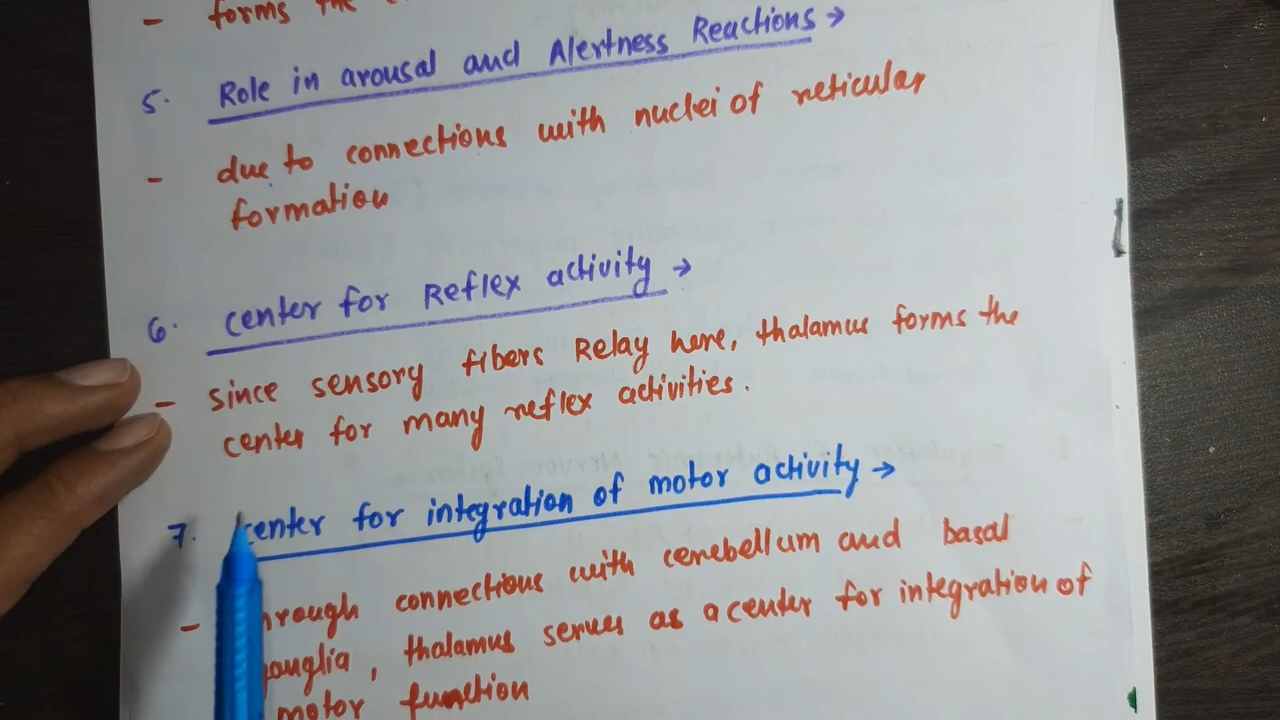 - forms the
5. Role in arousal and Alertness Reactions →
- due to connections with nuclei of reticular
formation
6. center for Reflex activity →
- since sensory fibers Relay here, thalamus forms the
center for many reflex activities.
7. center for integration of motor activity →
- through connections with cerebellum and basal
ganglia, thalamus serves as a center for integration of
motor function